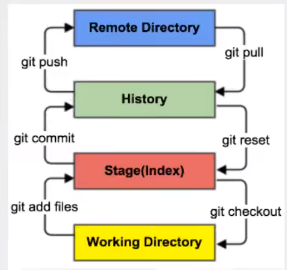 Remote Directory
git push
git pull
History
git commit
git reset
Stage(Index)
git add files
git checkout
Working Directory